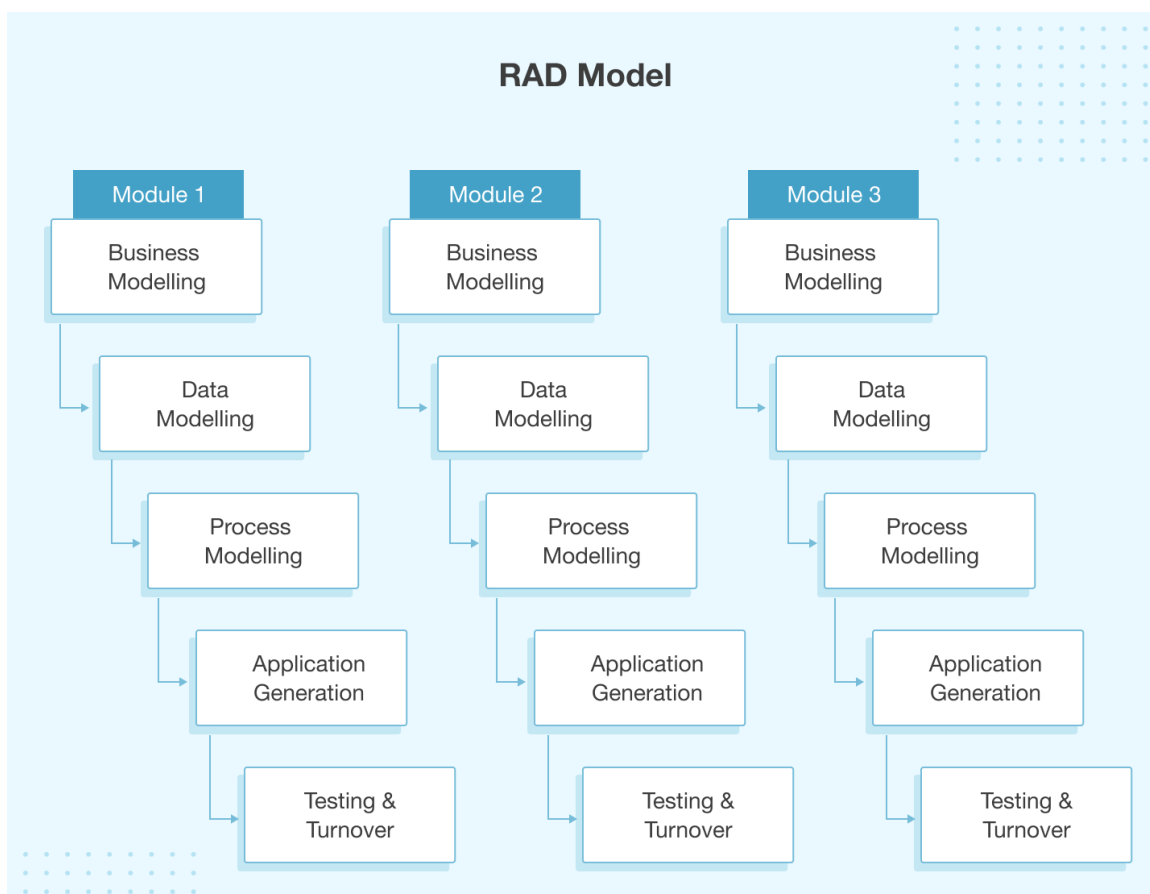 RAD Model
Module 1
Business
Modelling
Data
Modelling
Process
Modelling
Application
Generation
Testing &
Turnover
Module 2
Business
Modelling
Data
Modelling
Process
Modelling
Application
Generation
Testing &
Turnover
Module 3
Business
Modelling
Data
Modelling
Process
Modelling
Application
Generation
Testing &
Turnover